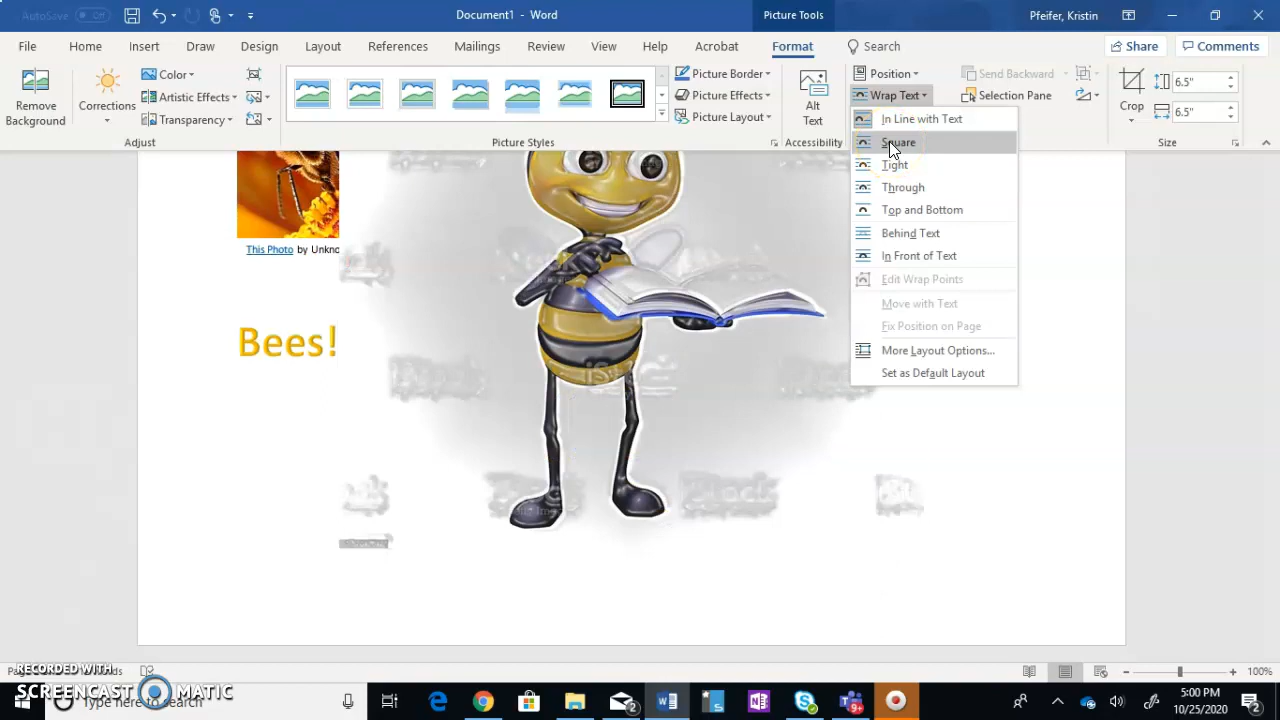 AutoSave Off Document1 - Word Picture Tools Pfeifer, Kristin
File Home Insert Draw Design Layout References Mailings Review View Help Acrobat Format Search Share Comments
Remove Background
Corrections
Color
Artistic Effects
Transparency
Adjust
Picture Styles
Picture Border
Picture Effects
Picture Layout
Alt Text
Accessibility
Position
Wrap Text
Send Backward
Selection Pane
Crop
6.5"
6.5"
Size
In Line with Text
Square
Tight
Through
Top and Bottom
Behind Text
In Front of Text
Edit Wrap Points
Move with Text
Fix Position on Page
More Layout Options...
Set as Default Layout
This Photo by Unkno
Bees!
RECORDED WITH
SCREENCAST MATIC
Type here to search
100%
2
9+
5:00 PM
10/25/2020
2